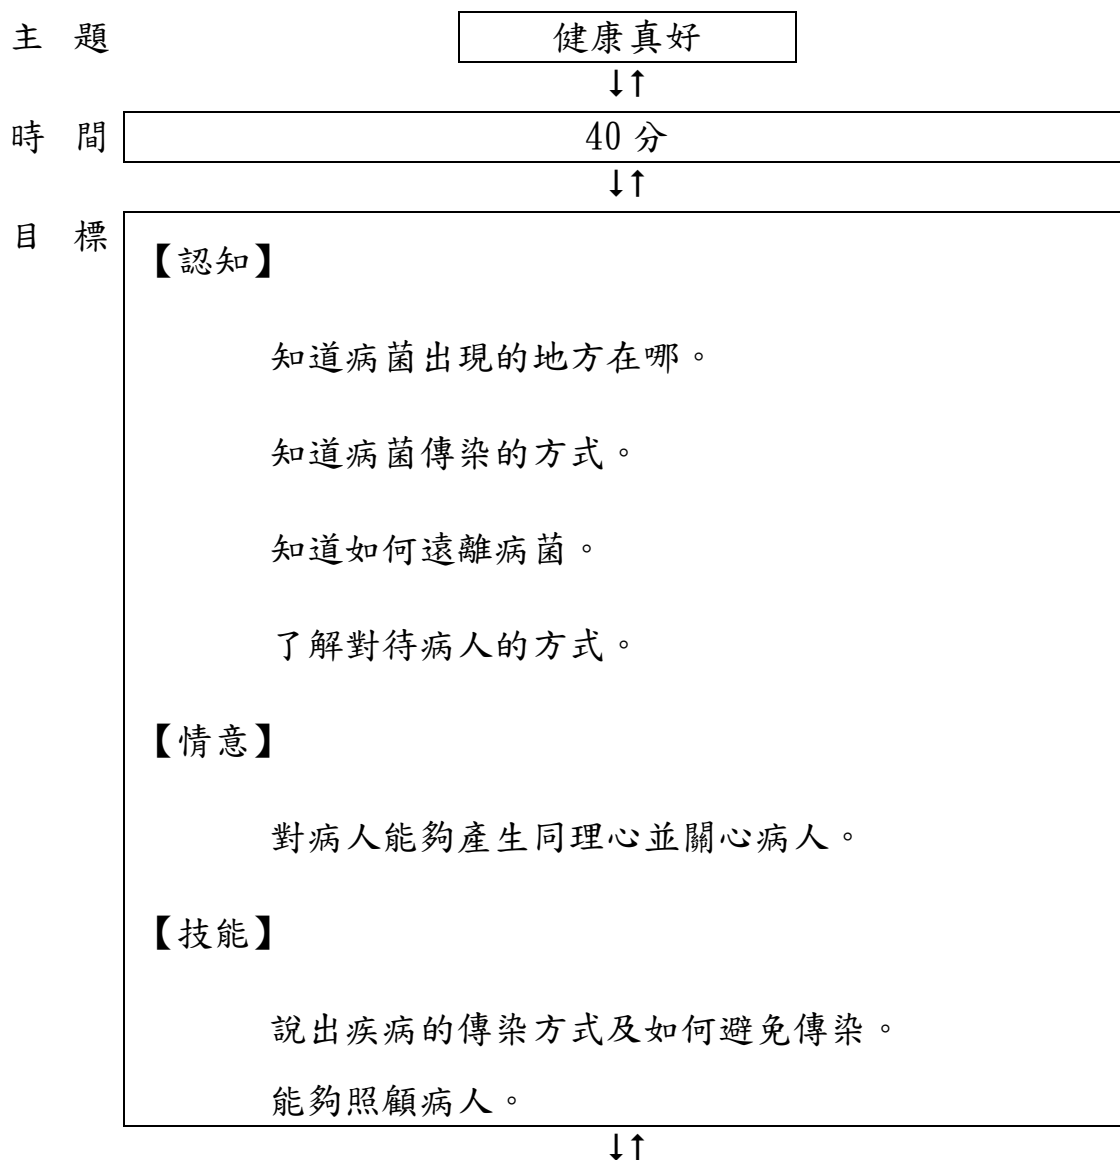 主 題 健康真好
↓↑
時 間 40 分
↓↑
目 標
【認知】
知道病菌出現的地方在哪。
知道病菌傳染的方式。
知道如何遠離病菌。
了解對待病人的方式。
【情意】
對病人能夠產生同理心並關心病人。
【技能】
說出疾病的傳染方式及如何避免傳染。
能夠照顧病人。
↓↑